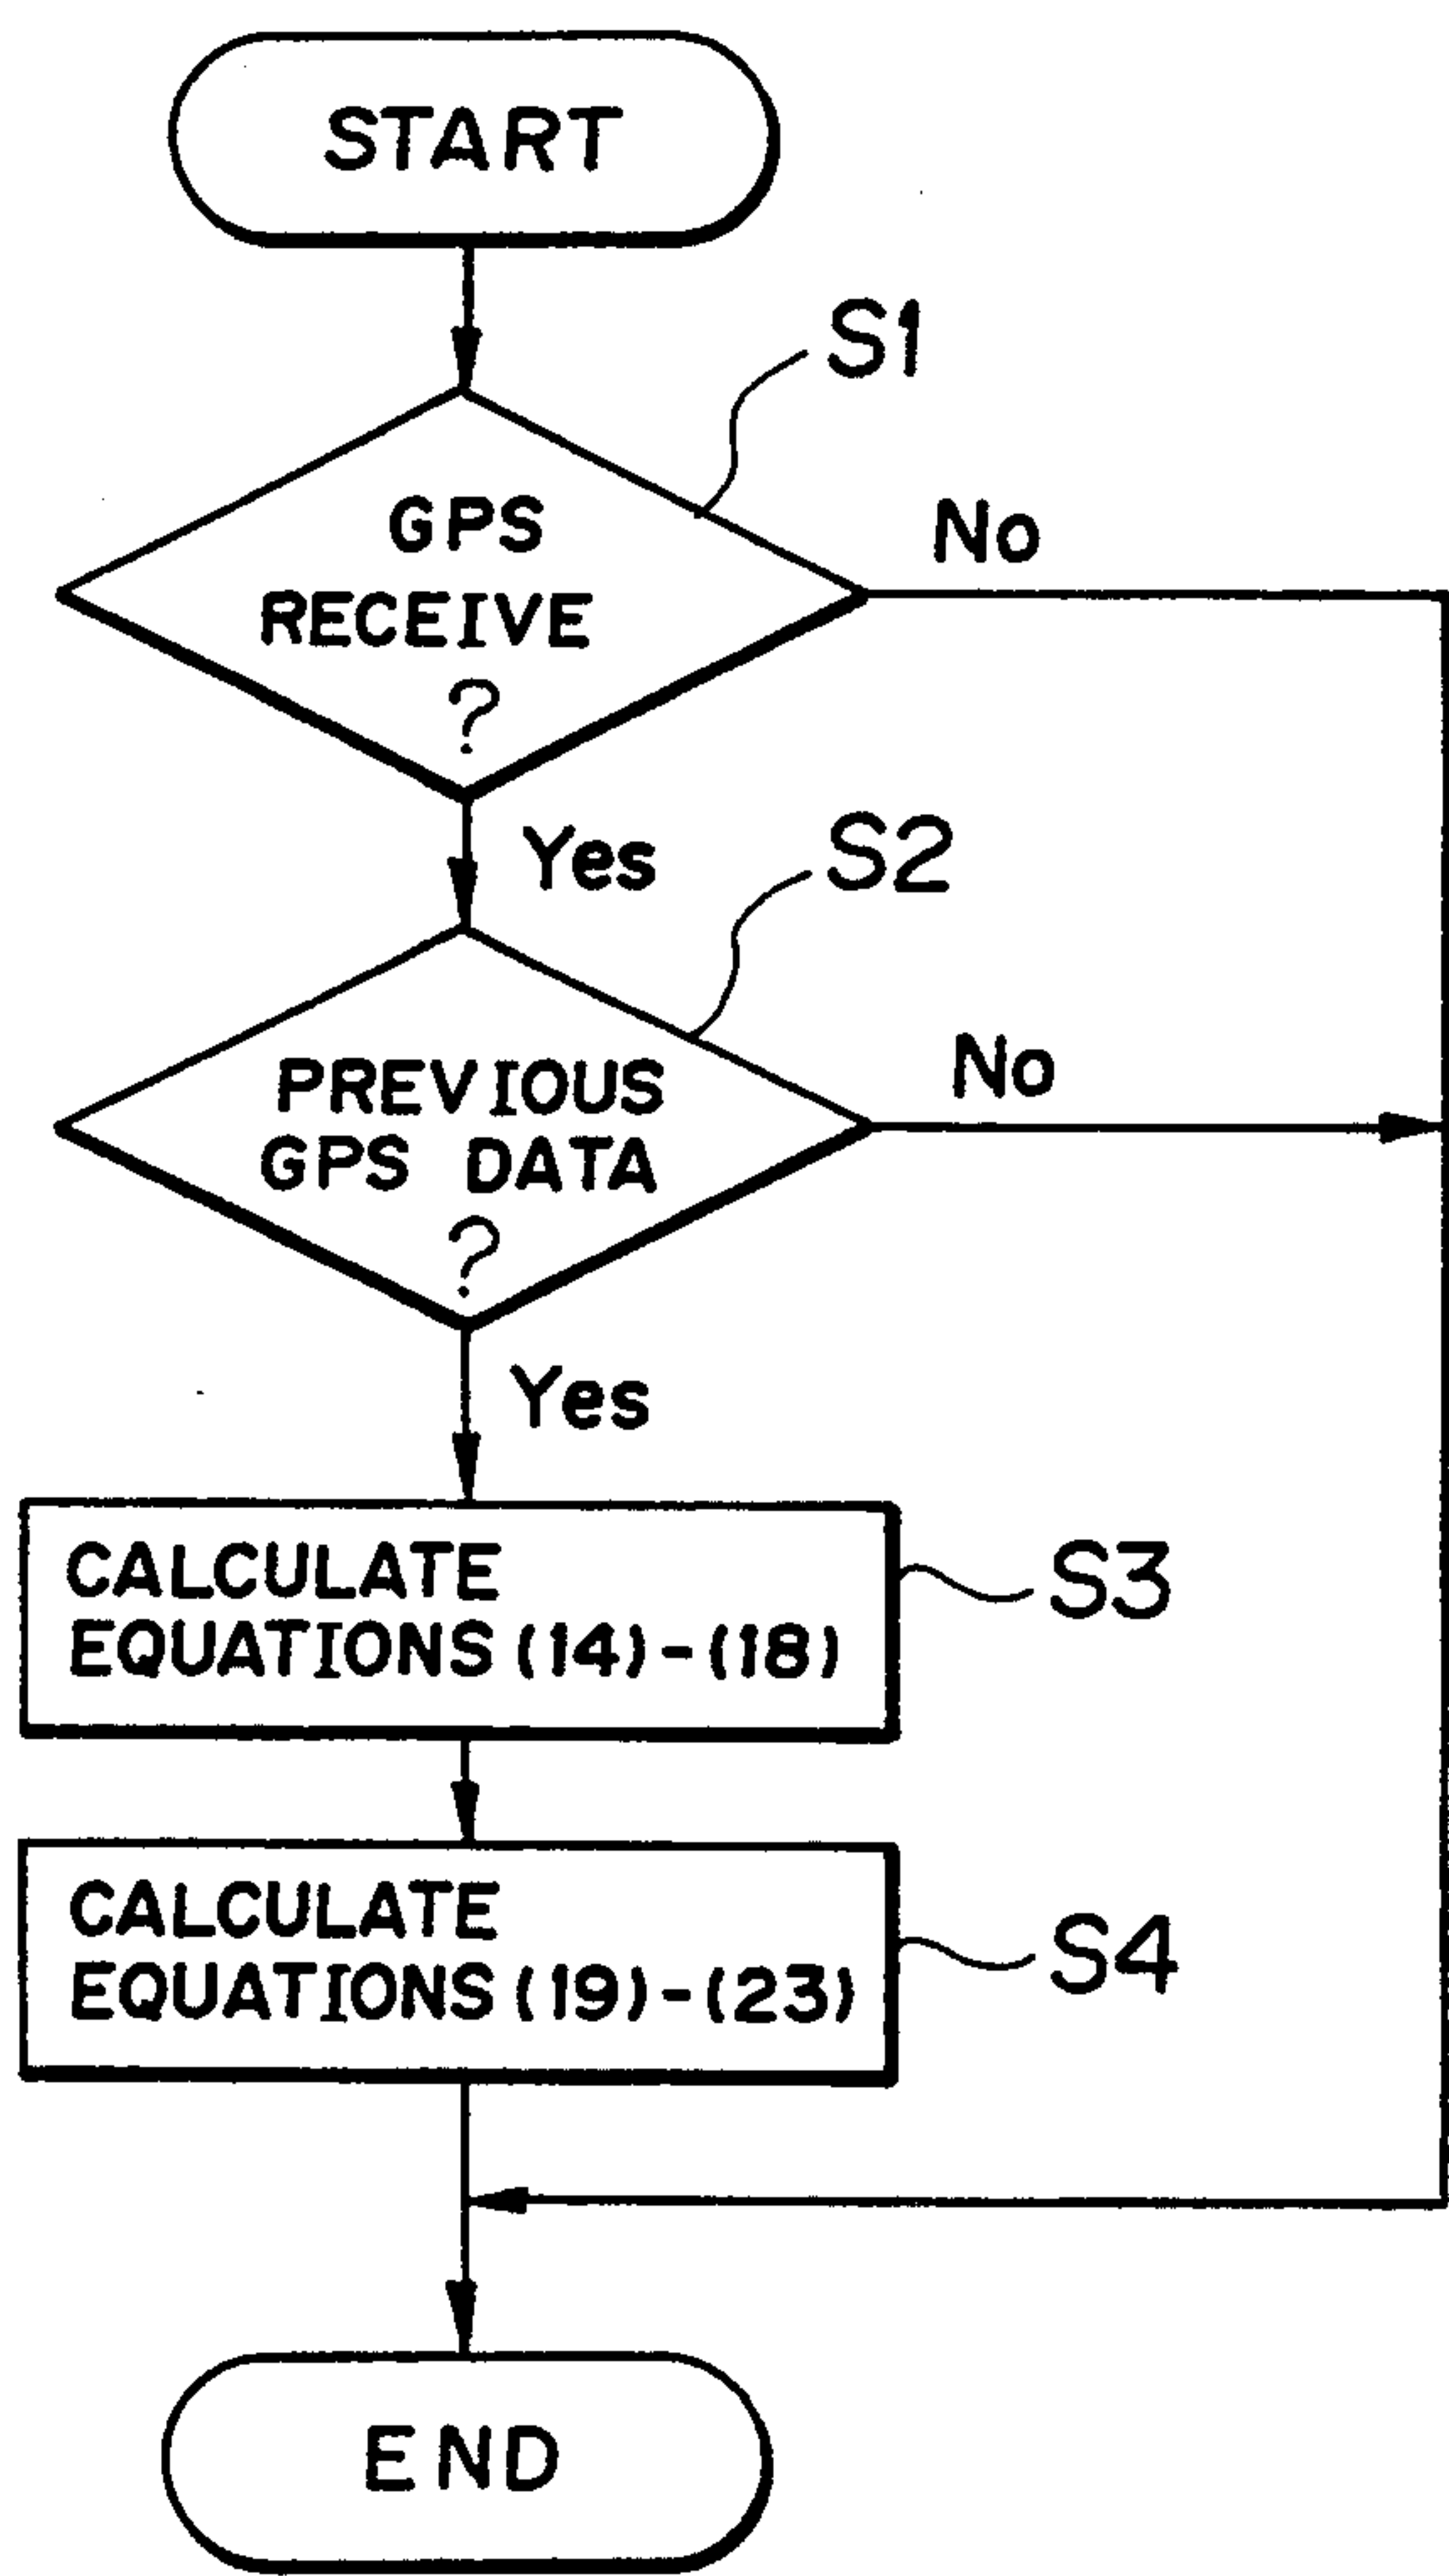 START
S1
GPS
RECEIVE
?
No
Yes
S2
PREVIOUS
GPS DATA
?
No
Yes
CALCULATE
EQUATIONS (14)-(18)
S3
CALCULATE
EQUATIONS (19)-(23)
S4
END